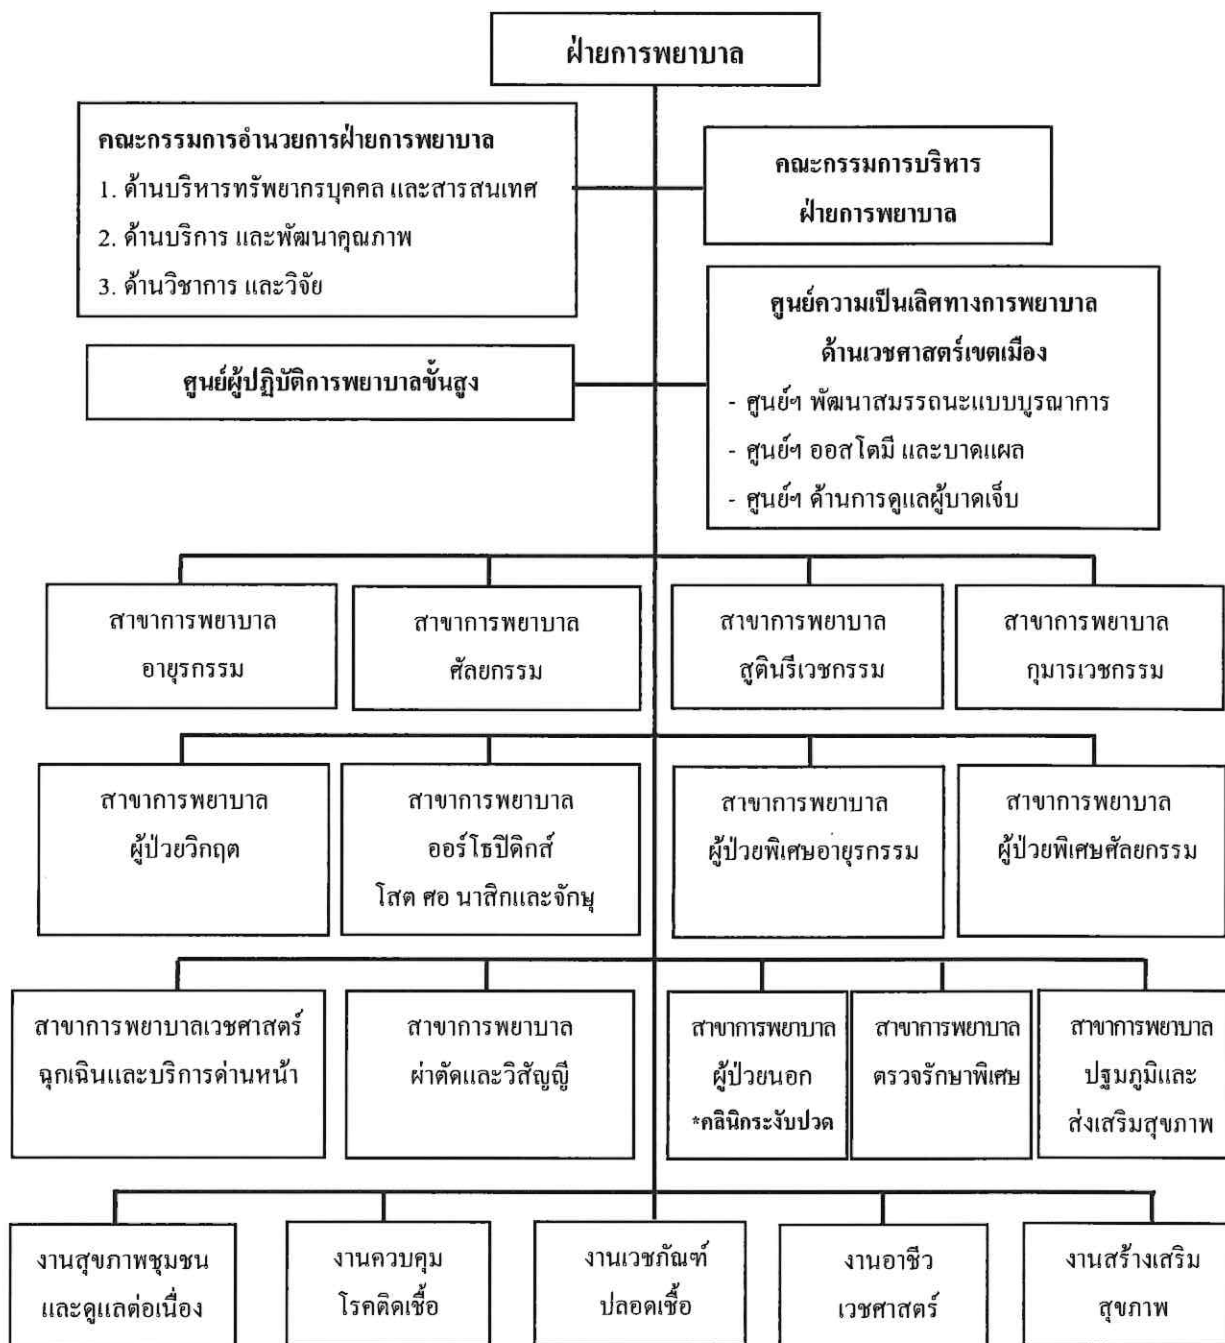 ฝ่ายการพยาบาล
คณะกรรมการอำนวยการฝ่ายการพยาบาล
1. ด้านบริหารทรัพยากรบุคคล และสารสนเทศ
2. ด้านบริการ และพัฒนาคุณภาพ
3. ด้านวิชาการ และวิจัย
คณะกรรมการบริหาร
ฝ่ายการพยาบาล
ศูนย์ผู้ปฏิบัติการพยาบาลขั้นสูง
ศูนย์ความเป็นเลิศทางการพยาบาล
ด้านเวชศาสตร์เขตเมือง
- ศูนย์ฯ พัฒนาสมรรถนะแบบบูรณาการ
- ศูนย์ฯ ออสโตมี และบาดแผล
- ศูนย์ฯ ด้านการดูแลผู้บาดเจ็บ
สาขาการพยาบาล
อายุรกรรม
สาขาการพยาบาล
ศัลยกรรม
สาขาการพยาบาล
สูตินรีเวชกรรม
สาขาการพยาบาล
กุมารเวชกรรม
สาขาการพยาบาล
ผู้ป่วยวิกฤต
สาขาการพยาบาล
ออร์โธปิดิกส์
โสต ศอ นาสิกและจักษุ
สาขาการพยาบาล
ผู้ป่วยพิเศษอายุรกรรม
สาขาการพยาบาล
ผู้ป่วยพิเศษศัลยกรรม
สาขาการพยาบาลเวชศาสตร์
ฉุกเฉินและบริการด่านหน้า
สาขาการพยาบาล
ผ่าตัดและวิสัญญี
สาขาการพยาบาล
ผู้ป่วยนอก
*คลินิกระงับปวด
สาขาการพยาบาล
ตรวจรักษาพิเศษ
สาขาการพยาบาล
ปฐมภูมิและ
ส่งเสริมสุขภาพ
งานสุขภาพชุมชน
และดูแลต่อเนื่อง
งานควบคุม
โรคติดเชื้อ
งานเวชภัณฑ์
ปลอดเชื้อ
งานอาชีว
เวชศาสตร์
งานสร้างเสริม
สุขภาพ